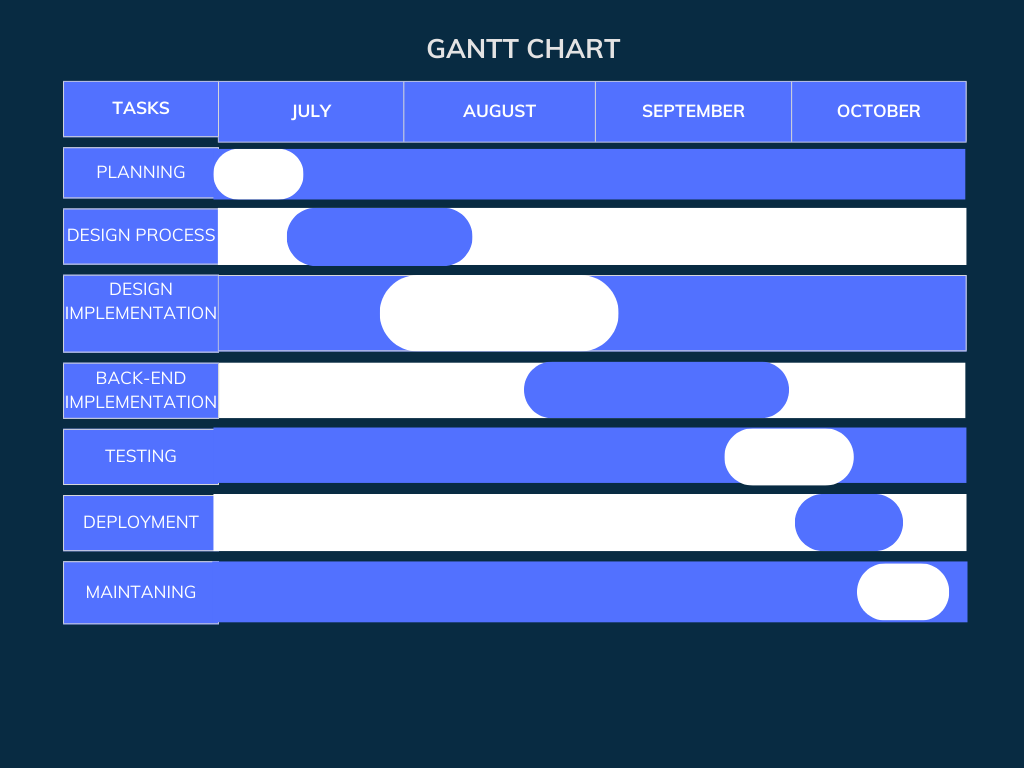 GANTT CHART
TASKS
JULY
AUGUST
SEPTEMBER
OCTOBER
PLANNING
DESIGN PROCESS
DESIGN
IMPLEMENTATION
BACK-END
IMPLEMENTATION
TESTING
DEPLOYMENT
MAINTANING